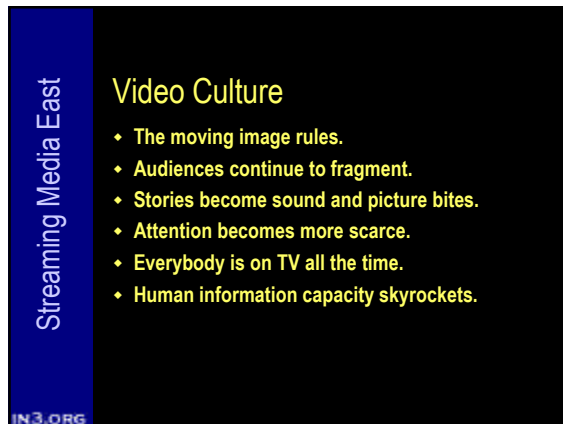 Streaming Media East
Video Culture
The moving image rules.
Audiences continue to fragment.
Stories become sound and picture bites.
Attention becomes more scarce.
Everybody is on TV all the time.
Human information capacity skyrockets.
IN3.ORG